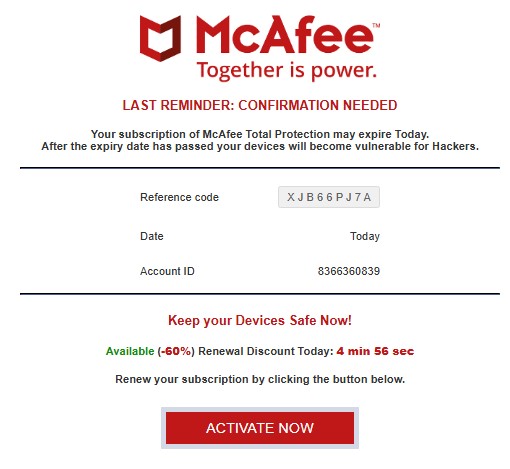 McAfee™
Together is power.
LAST REMINDER: CONFIRMATION NEEDED
Your subscription of McAfee Total Protection may expire Today.
After the expiry date has passed your devices will become vulnerable for Hackers.
Reference code XJB66PJ7A
Date Today
Account ID 8366360839
Keep your Devices Safe Now!
Available (-60%) Renewal Discount Today: 4 min 56 sec
Renew your subscription by clicking the button below.
ACTIVATE NOW